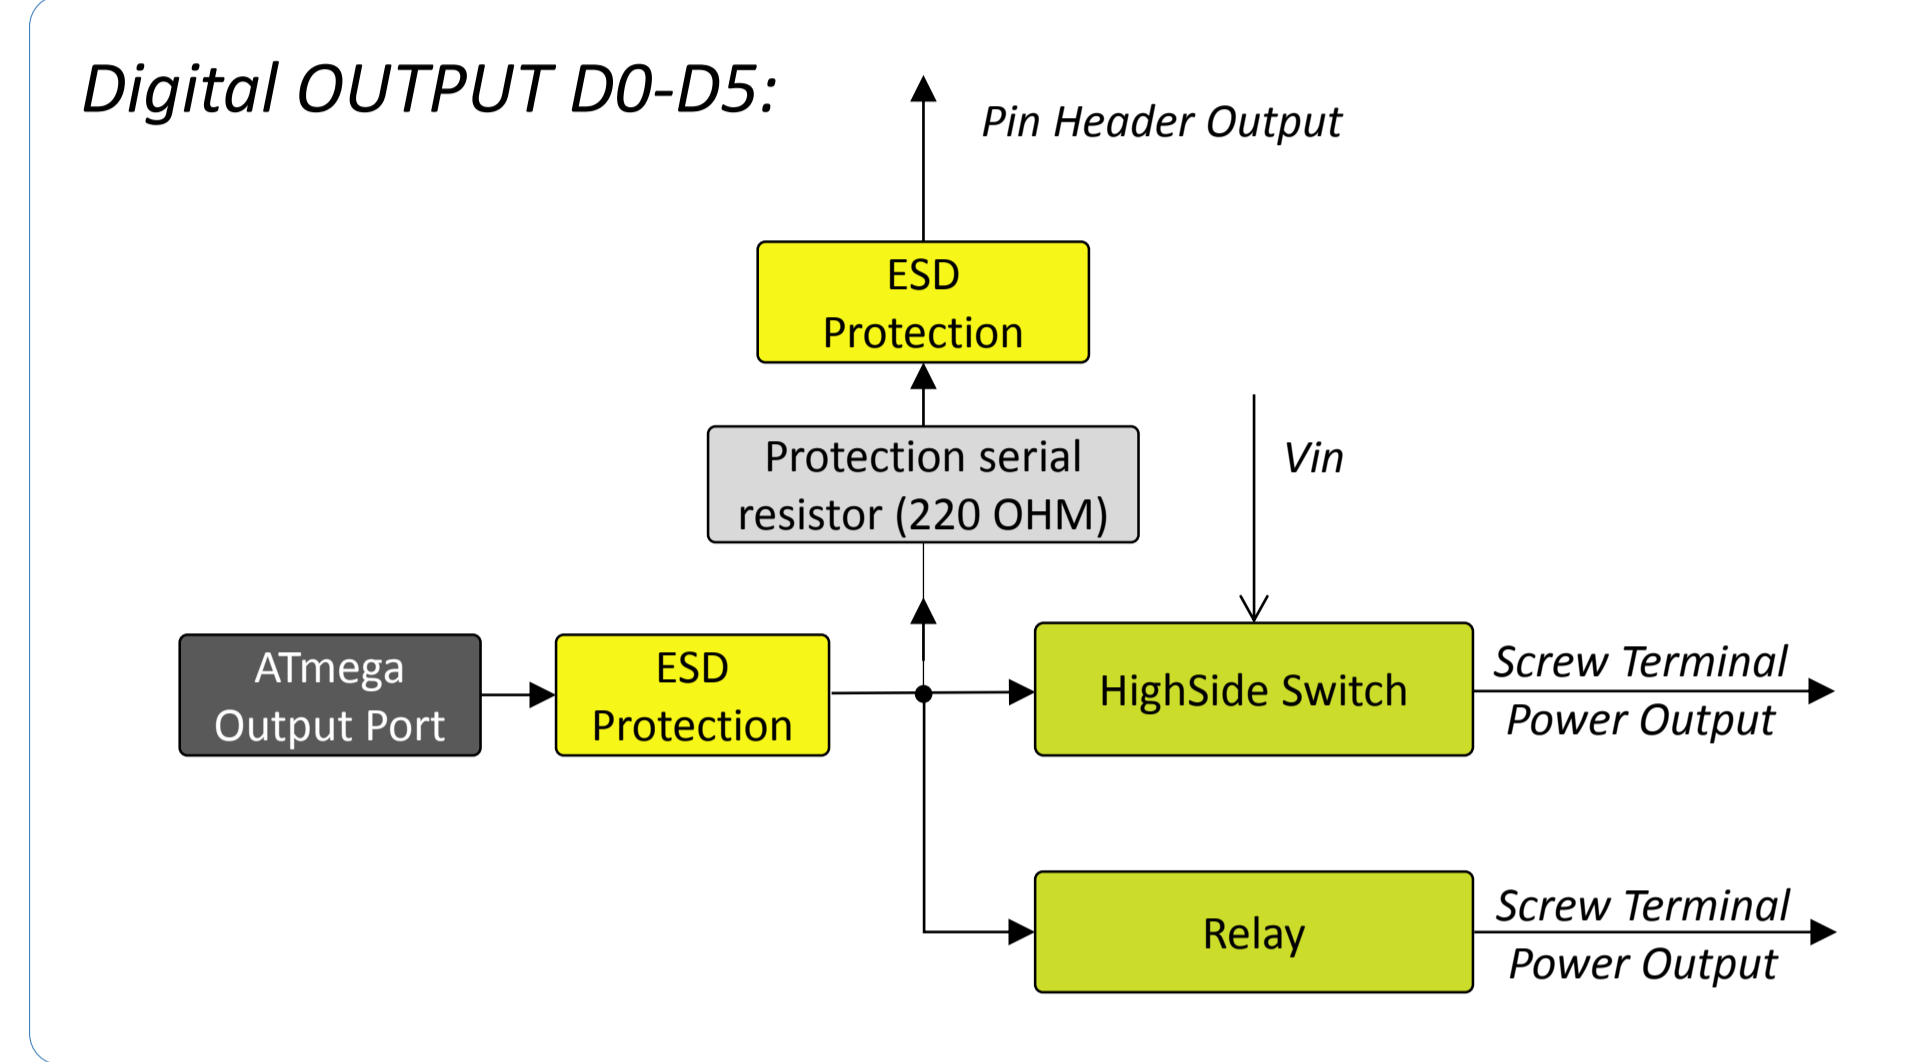 Digital OUTPUT D0-D5:
Pin Header Output
ESD
Protection
Protection serial
resistor (220 OHM)
Vin
ATmega
Output Port
ESD
Protection
HighSide Switch
Screw Terminal
Power Output
Relay
Screw Terminal
Power Output